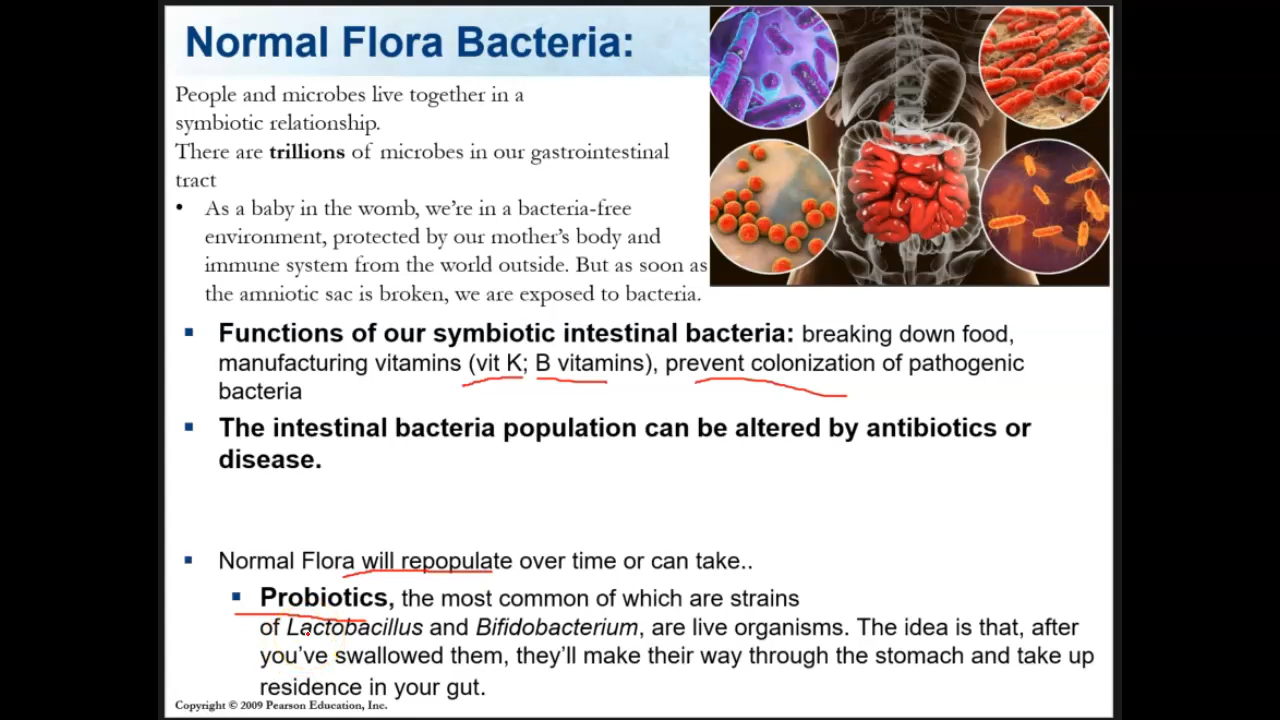 Normal Flora Bacteria:
People and microbes live together in a
symbiotic relationship.
There are trillions of microbes in our gastrointestinal
tract
• As a baby in the womb, we’re in a bacteria-free
environment, protected by our mother’s body and
immune system from the world outside. But as soon as
the amniotic sac is broken, we are exposed to bacteria.
▪ Functions of our symbiotic intestinal bacteria: breaking down food,
manufacturing vitamins (vit K; B vitamins), prevent colonization of pathogenic
bacteria
▪ The intestinal bacteria population can be altered by antibiotics or
disease.
▪ Normal Flora will repopulate over time or can take..
▪ Probiotics, the most common of which are strains
of Lactobacillus and Bifidobacterium, are live organisms. The idea is that, after
you’ve swallowed them, they’ll make their way through the stomach and take up
residence in your gut.
Copyright © 2009 Pearson Education, Inc.